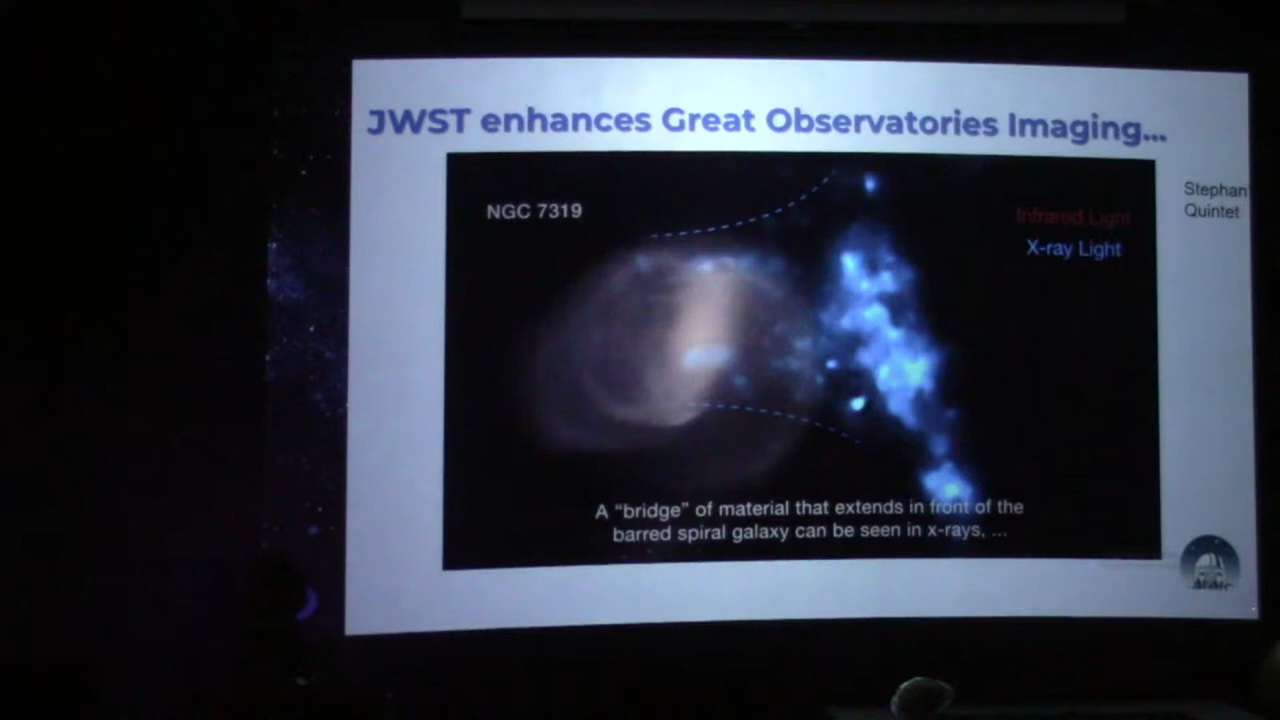 JWST enhances Great Observatories Imaging...
NGC 7319
Infrared Light
X-ray Light
Stephan
Quintet
A “bridge” of material that extends in front of the
barred spiral galaxy can be seen in x-rays, ...